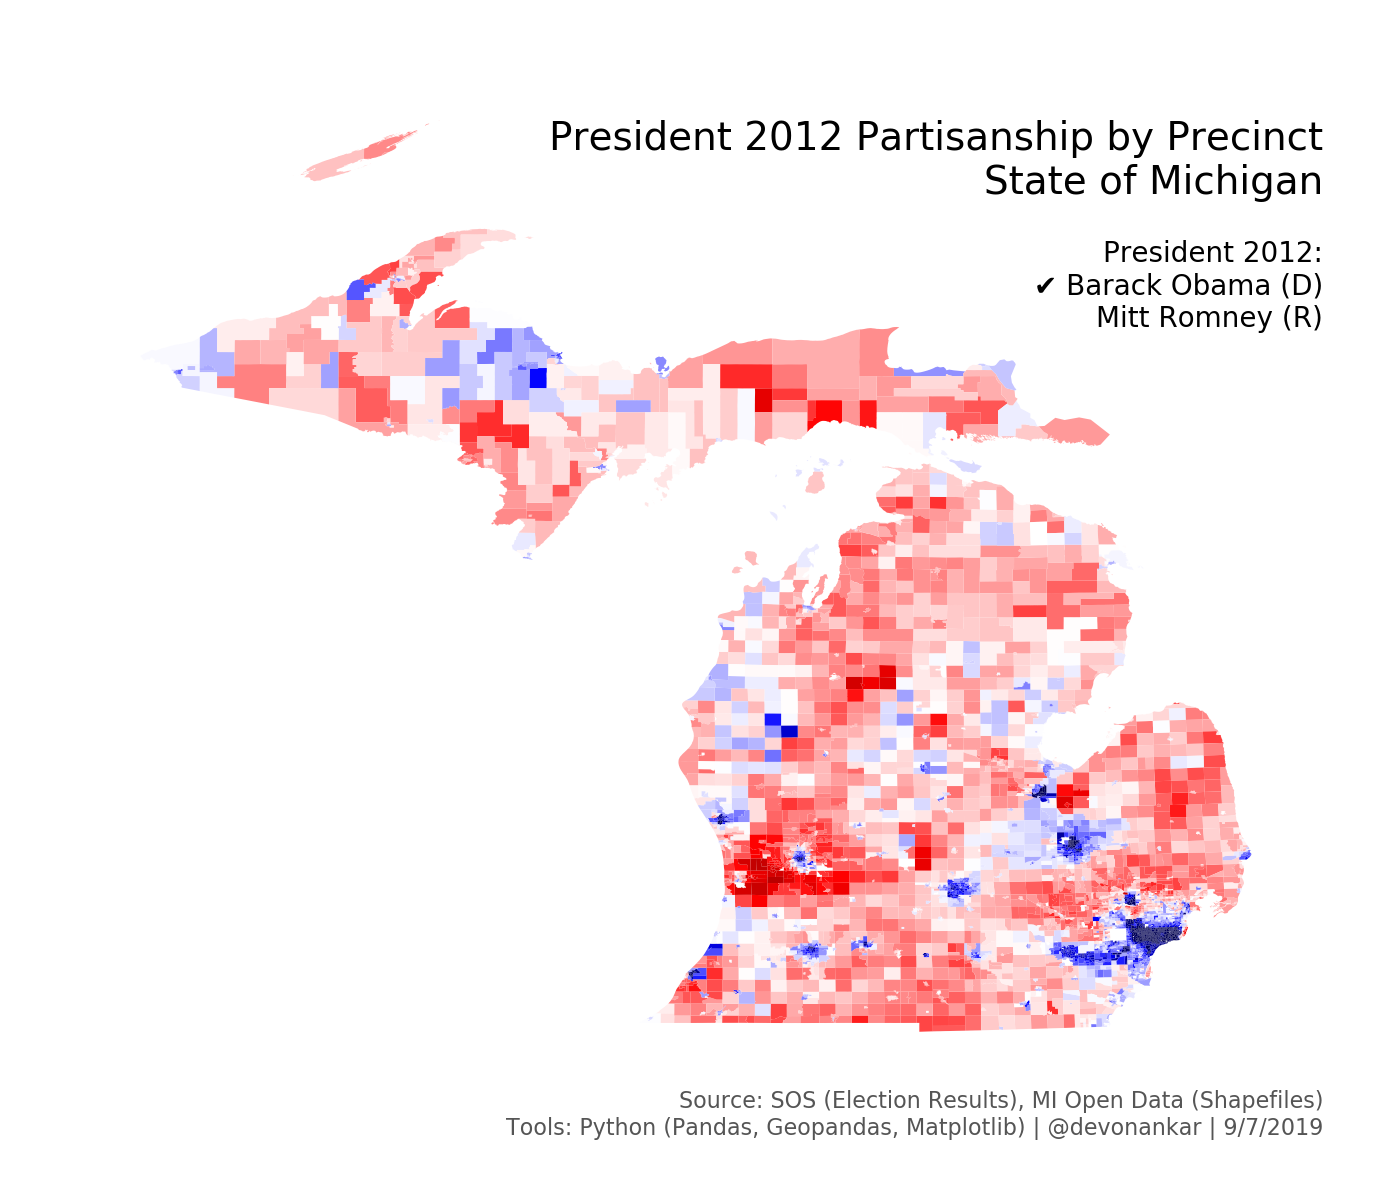 President 2012 Partisanship by Precinct
State of Michigan
President 2012:
✔ Barack Obama (D)
Mitt Romney (R)
Source: SOS (Election Results), MI Open Data (Shapefiles)
Tools: Python (Pandas, Geopandas, Matplotlib) | @devonankar | 9/7/2019